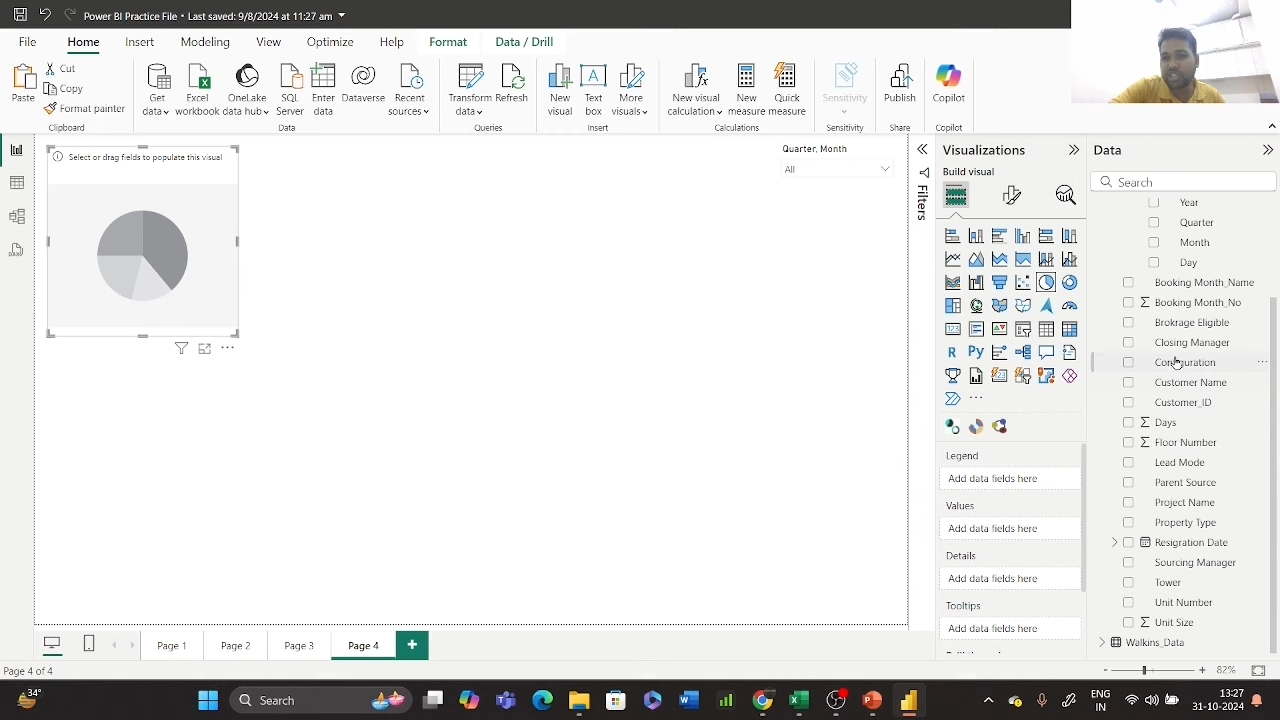 Power BI Practice File • Last saved: 9/8/2024 at 11:27 am
File Home Insert Modeling View Optimize Help Format Data / Drill
Paste
Cut
Copy
Format painter
Clipboard
Get data
Excel workbook
OneLake data hub
SQL Server
Enter data
Dataverse
Recent sources
Data
Transform data
Refresh
Queries
New visual
Text box
More visuals
Insert
New visual calculation
New measure
Quick measure
Calculations
Sensitivity
Sensitivity
Publish
Share
Copilot
Copilot
Select or drag fields to populate this visual
Quarter, Month
All
Filters
Visualizations
Build visual
R Py
Legend
Add data fields here
Values
Add data fields here
Details
Add data fields here
Tooltips
Add data fields here
Data
Search
Year
Quarter
Month
Day
Booking Month_Name
Booking Month_No
Brokrage Eligible
Closing Manager
Configuration
Customer Name
Customer_ID
Days
Floor Number
Lead Mode
Parent Source
Project Name
Property Type
Resigration Date
Sourcing Manager
Tower
Unit Number
Unit Size
Walkins_Data
Page 1 Page 2 Page 3 Page 4
Page 4 of 4
82%
34°
Search
ENG
IN
13:27
31-10-2024